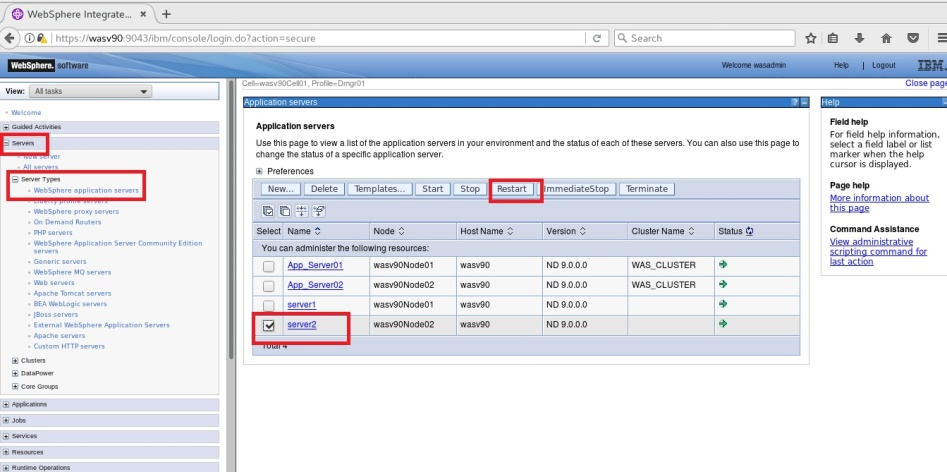 WebSphere Integrate...
https://wasv90:9043/ibm/console/login.do?action=secure
Search
WebSphere. software
Welcome wasadmin
Help | Logout
IBM.
View: All tasks
Cell=wasv90Cell01, Profile=Dmgr01
Close page
Welcome
Guided Activities
Servers
New server
All servers
Server Types
WebSphere application servers
Liberty profile servers
WebSphere proxy servers
On Demand Routers
PHP servers
WebSphere Application Server Community Edition
servers
Generic servers
WebSphere MQ servers
Web servers
Apache Tomcat servers
BEA WebLogic servers
JBoss servers
External WebSphere Application Servers
Apache servers
Custom HTTP servers
Clusters
DataPower
Core Groups
Applications
Jobs
Services
Resources
Runtime Operations
Application servers
? –
Application servers
Use this page to view a list of the application servers in your environment and the status of each of these servers. You can also use this page to
change the status of a specific application server.
Preferences
New... Delete Templates... Start Stop Restart ImmediateStop Terminate
Select Name Node Host Name Version Cluster Name Status
You can administer the following resources:
App_Server01 wasv90Node01 wasv90 ND 9.0.0.0 WAS_CLUSTER
App_Server02 wasv90Node02 wasv90 ND 9.0.0.0 WAS_CLUSTER
server1 wasv90Node01 wasv90 ND 9.0.0.0
server2 wasv90Node02 wasv90 ND 9.0.0.0
Total 4
Help
Field help
For field help information,
select a field label or list
marker when the help
cursor is displayed.
Page help
More information about
this page
Command Assistance
View administrative
scripting command for
last action